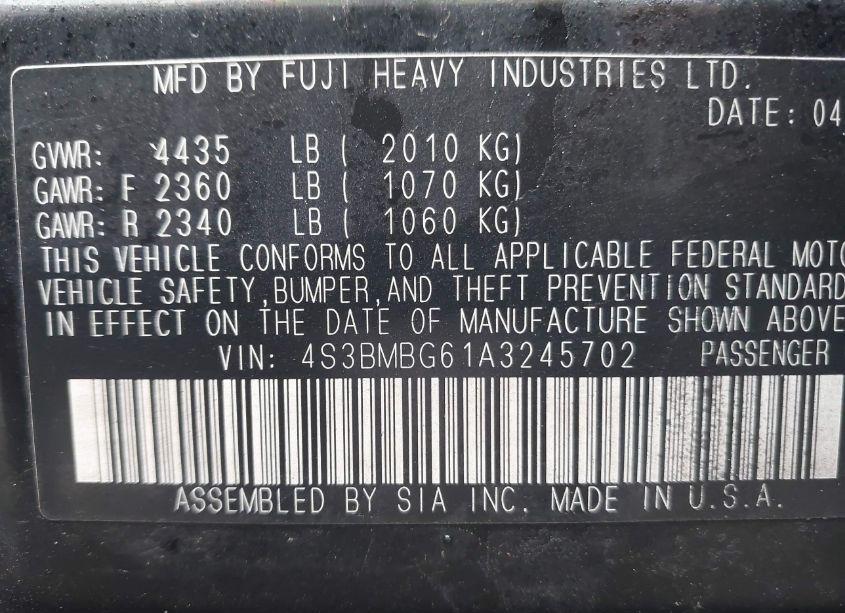 MFD BY FUJI HEAVY INDUSTRIES LTD.
DATE: 04
GVWR: 4435 LB ( 2010 KG)
GAWR: F 2360 LB ( 1070 KG)
GAWR: R 2340 LB ( 1060 KG)
THIS VEHICLE CONFORMS TO ALL APPLICABLE FEDERAL MOTO
VEHICLE SAFETY,BUMPER,AND THEFT PREVENTION STANDARD
IN EFFECT ON THE DATE OF MANUFACTURE SHOWN ABOVE
VIN: 4S3BMBG61A3245702 PASSENGER
ASSEMBLED BY SIA INC. MADE IN U.S.A.